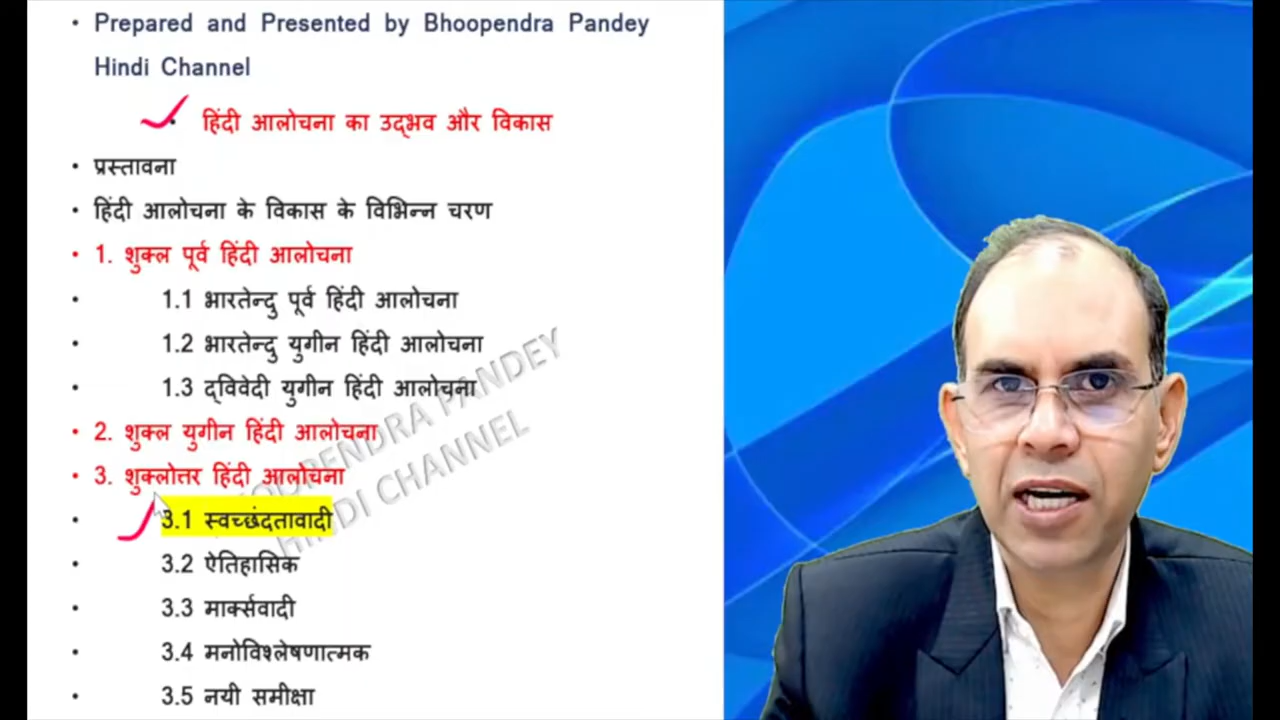 • Prepared and Presented by Bhoopendra Pandey
Hindi Channel
• हिंदी आलोचना का उद्भव और विकास
• प्रस्तावना
• हिंदी आलोचना के विकास के विभिन्न चरण
• 1. शुक्ल पूर्व हिंदी आलोचना
• 1.1 भारतेन्दु पूर्व हिंदी आलोचना
• 1.2 भारतेन्दु युगीन हिंदी आलोचना
• 1.3 द्विवेदी युगीन हिंदी आलोचना
• 2. शुक्ल युगीन हिंदी आलोचना
• 3. शुक्लोत्तर हिंदी आलोचना
• 3.1 स्वच्छंदतावादी
• 3.2 ऐतिहासिक
• 3.3 मार्क्सवादी
• 3.4 मनोविश्लेषणात्मक
• 3.5 नयी समीक्षा
BHOOPENDRA PANDEY
HINDI CHANNEL